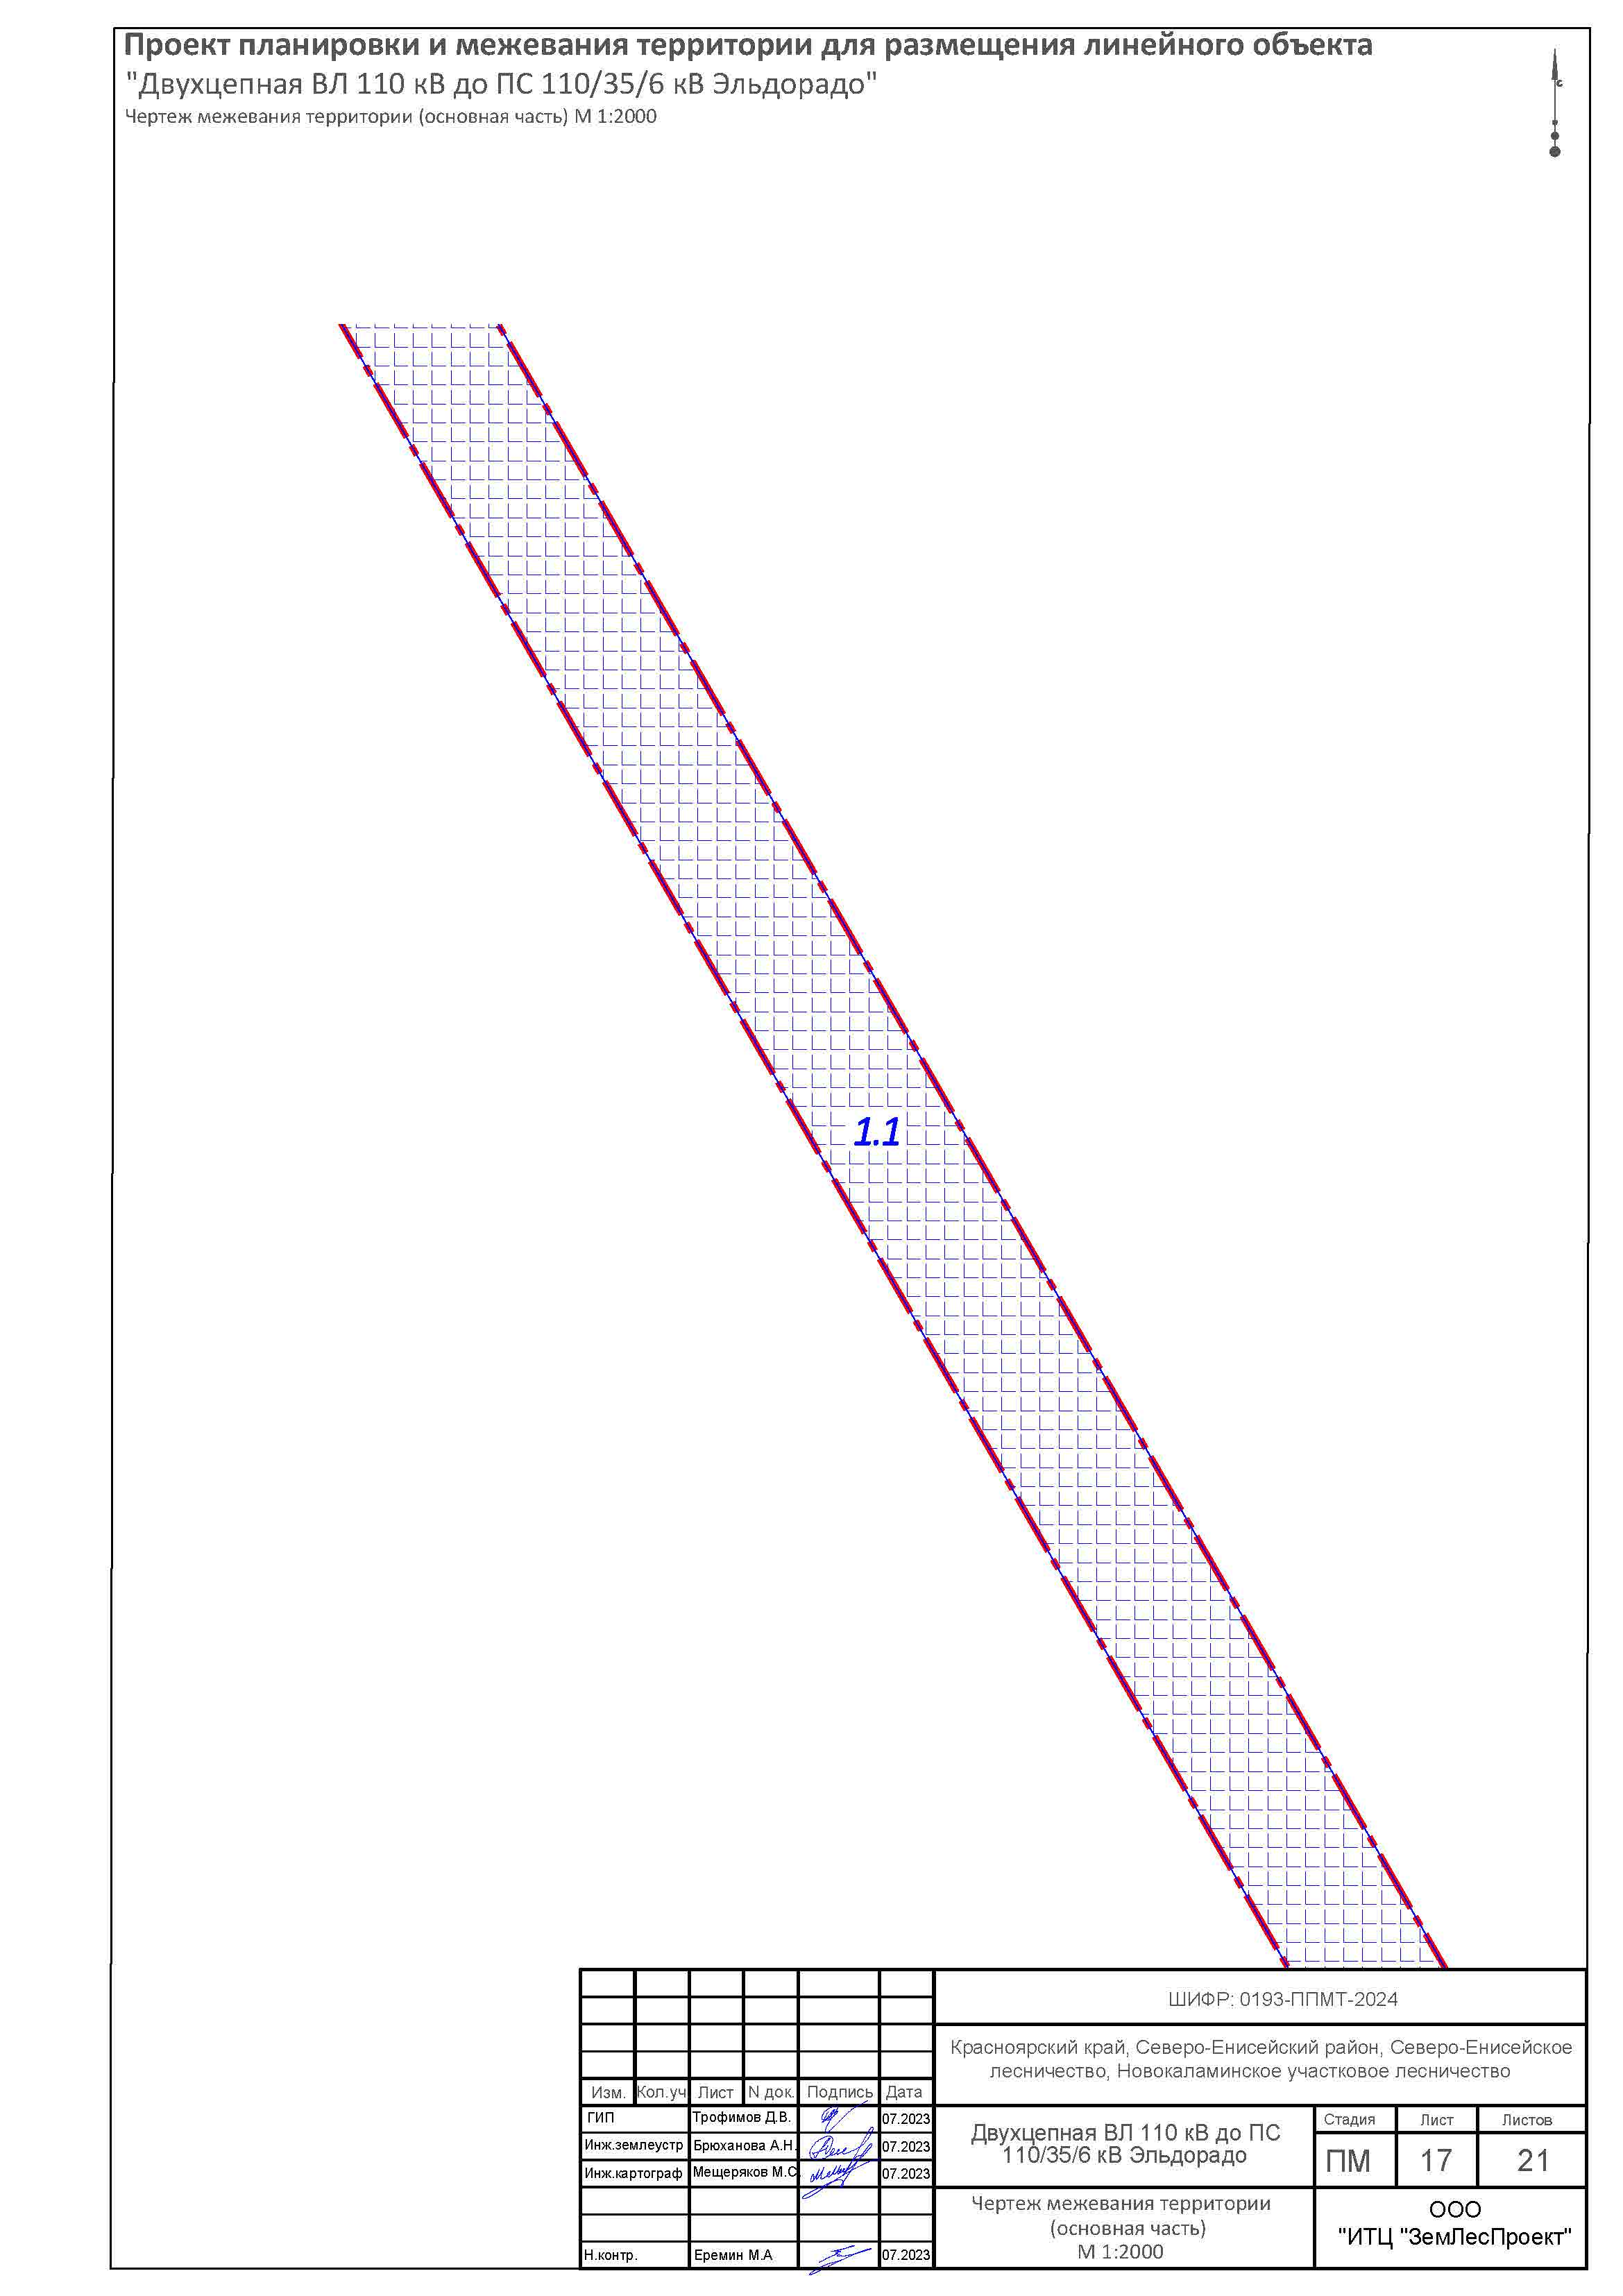 Проект планировки и межевания территории для размещения линейного объекта
"Двухцепная ВЛ 110 кВ до ПС 110/35/6 кВ Эльдорадо"
Чертеж межевания территории (основная часть) М 1:2000
с
1.1
ШИФР: 0193-ППМТ-2024
Красноярский край, Северо-Енисейский район, Северо-Енисейское
лесничество, Новокаламинское участковое лесничество
Изм. Кол.уч Лист N док. Подпись Дата
ГИП Трофимов Д.В. 07.2023
Инж.землеустр Брюханова А.Н. 07.2023
Инж.картограф Мещеряков М.С. 07.2023
Н.контр. Еремин М.А 07.2023
Двухцепная ВЛ 110 кВ до ПС
110/35/6 кВ Эльдорадо
Стадия Лист Листов
ПМ 17 21
Чертеж межевания территории
(основная часть)
М 1:2000
ООО
"ИТЦ "ЗемЛесПроект"